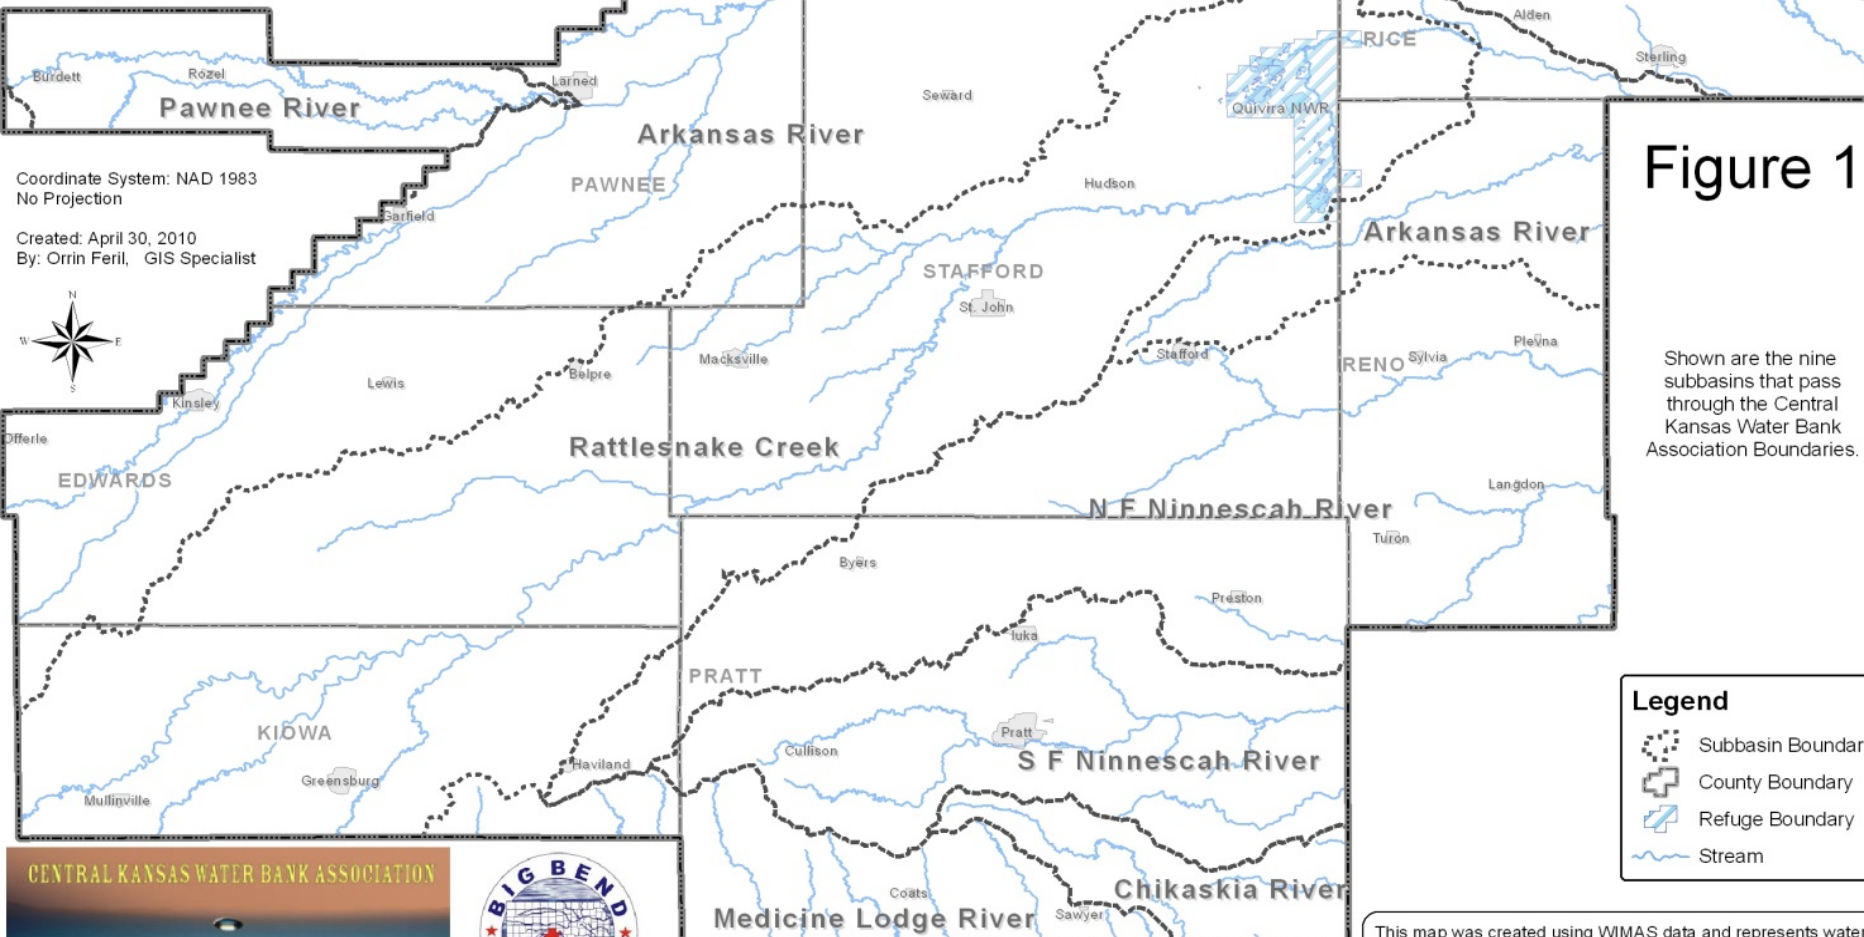 Alden
RICE
Sterling
Burdett
Rozel
Larned
Pawnee River
Seward
Quivira NWR
Arkansas River
Figure 1
Coordinate System: NAD 1983
No Projection
PAWNEE
Hudson
Garfield
Created: April 30, 2010
By: Orrin Feril, GIS Specialist
Arkansas River
STAFFORD
St. John
N
W
E
S
Macksville
Stafford
Plevna
Sylvia
RENO
Shown are the nine
subbasins that pass
through the Central
Kansas Water Bank
Association Boundaries.
Lewis
Belpre
Kinsley
Offerle
Rattlesnake Creek
EDWARDS
Langdon
N F Ninnescah River
Turon
Byers
Preston
Iuka
PRATT
KIOWA
Pratt
Cullison
S F Ninnescah River
Haviland
Greensburg
Mullinville
Legend
Subbasin Boundar
County Boundary
Refuge Boundary
Stream
CENTRAL KANSAS WATER BANK ASSOCIATION
BIG BEND
Coats
Chikaskia River
Medicine Lodge River
Sawyer
This map was created using WIMAS data and represents water